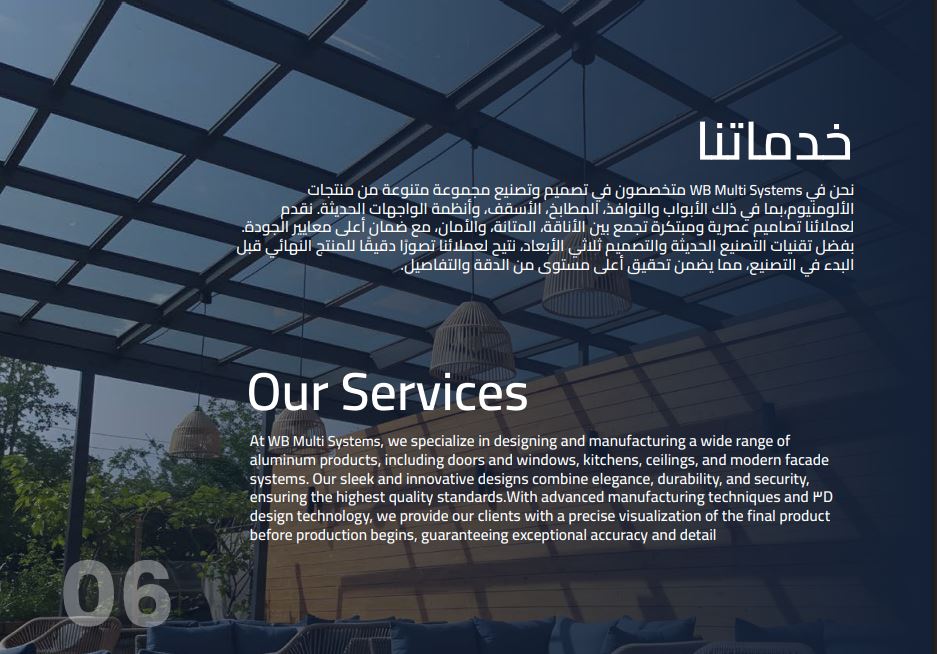 خدماتنا
نحن في WB Multi Systems متخصصون في تصميم وتصنيع مجموعة متنوعة من منتجات
الألومنيوم،بما في ذلك الأبواب والنوافذ، المطابخ، الأسقف، وأنظمة الواجهات الحديثة. نقدم
لعملائنا تصاميم عصرية ومبتكرة تجمع بين الأناقة، المتانة، والأمان، مع ضمان أعلى معايير الجودة.
بفضل تقنيات التصنيع الحديثة والتصميم ثلاثي الأبعاد، نتيح لعملائنا تصورًا دقيقًا للمنتج النهائي قبل
البدء في التصنيع، مما يضمن تحقيق أعلى مستوى من الدقة والتفاصيل.
Our Services
At WB Multi Systems, we specialize in designing and manufacturing a wide range of
aluminum products, including doors and windows, kitchens, ceilings, and modern facade
systems. Our sleek and innovative designs combine elegance, durability, and security,
ensuring the highest quality standards.With advanced manufacturing techniques and ٣D
design technology, we provide our clients with a precise visualization of the final product
before production begins, guaranteeing exceptional accuracy and detail
06